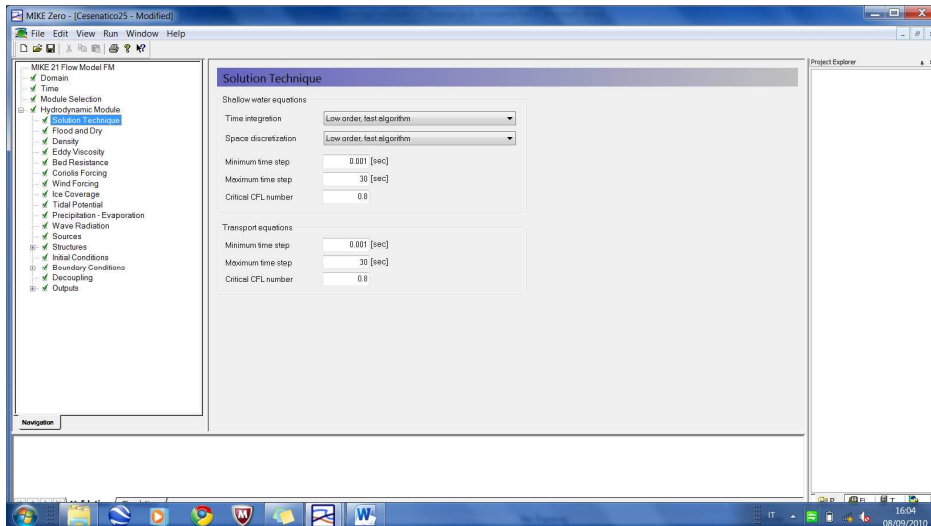 MIKE Zero - [Cesenatico25 - Modified]
File Edit View Run Window Help
MIKE 21 Flow Model FM
Domain
Time
Module Selection
Hydrodynamic Module
Solution Technique
Flood and Dry
Density
Eddy Viscosity
Bed Resistance
Coriolis Forcing
Wind Forcing
Ice Coverage
Tidal Potential
Precipitation - Evaporation
Wave Radiation
Sources
Structures
Initial Conditions
Boundary Conditions
Decoupling
Outputs
Navigation
Solution Technique
Shallow water equations
Time integration Low order, fast algorithm
Space discretization Low order, fast algorithm
Minimum time step 0.001 [sec]
Maximum time step 30 [sec]
Critical CFL number 0.8
Transport equations
Minimum time step 0.001 [sec]
Maximum time step 30 [sec]
Critical CFL number 0.8
Project Explorer
IT
16:04
08/09/2010